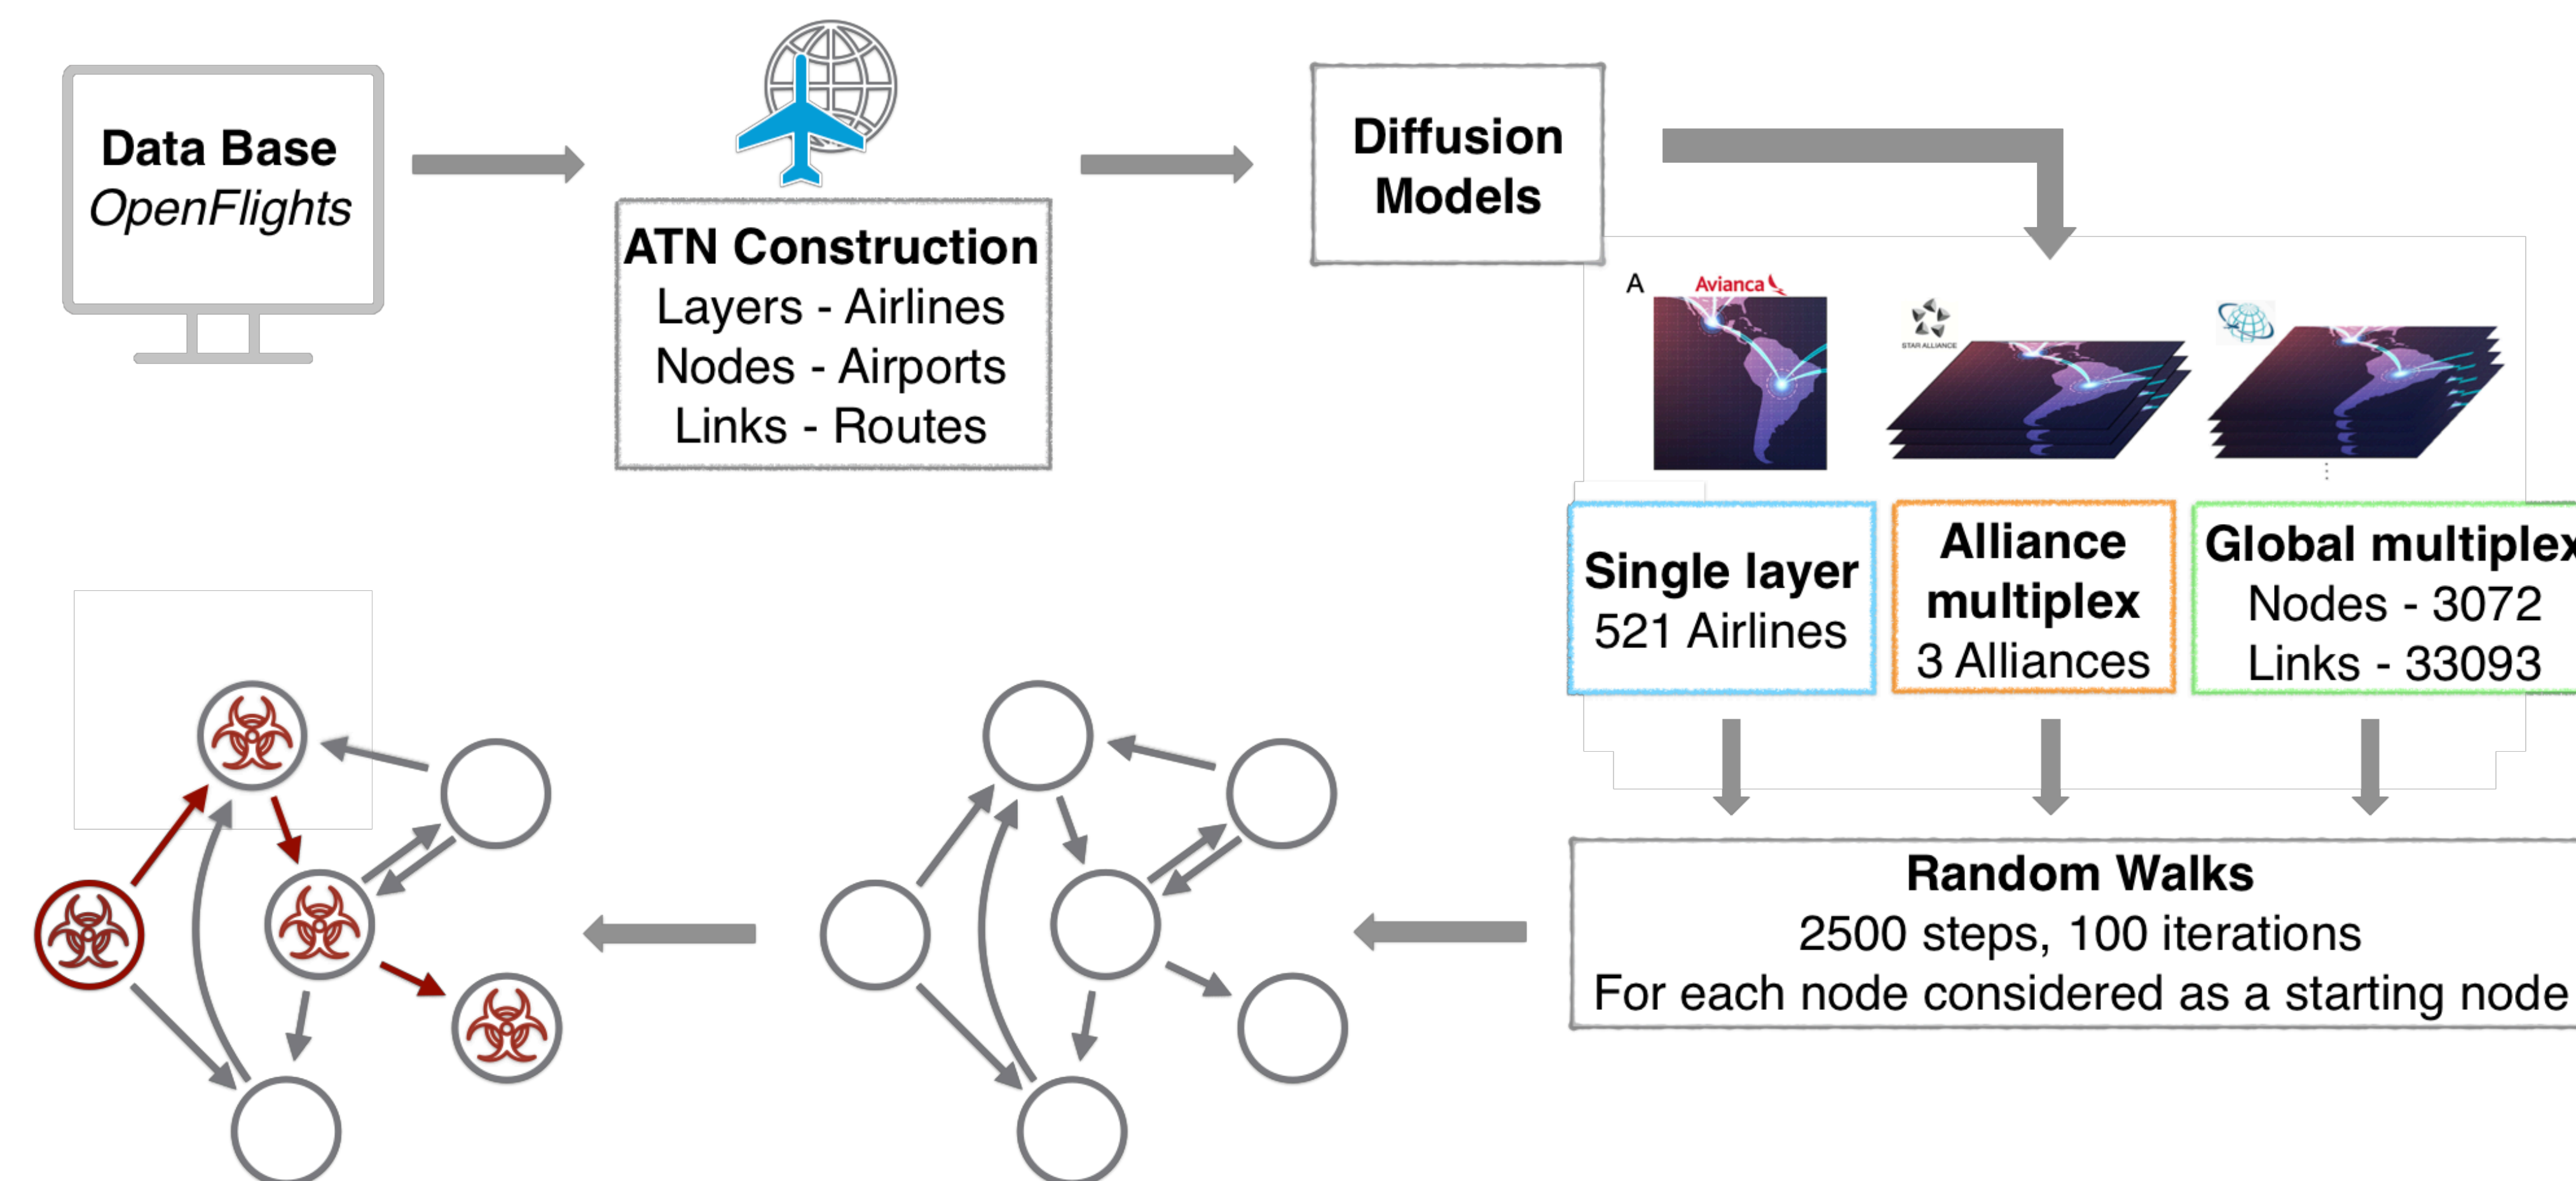 Data Base
OpenFlights
ATN Construction
Layers - Airlines
Nodes - Airports
Links - Routes
Diffusion
Models
A
Avianca
STAR ALLIANCE
Single layer
521 Airlines
Alliance
multiplex
3 Alliances
Global multiplex
Nodes - 3072
Links - 33093
Random Walks
2500 steps, 100 iterations
For each node considered as a starting node